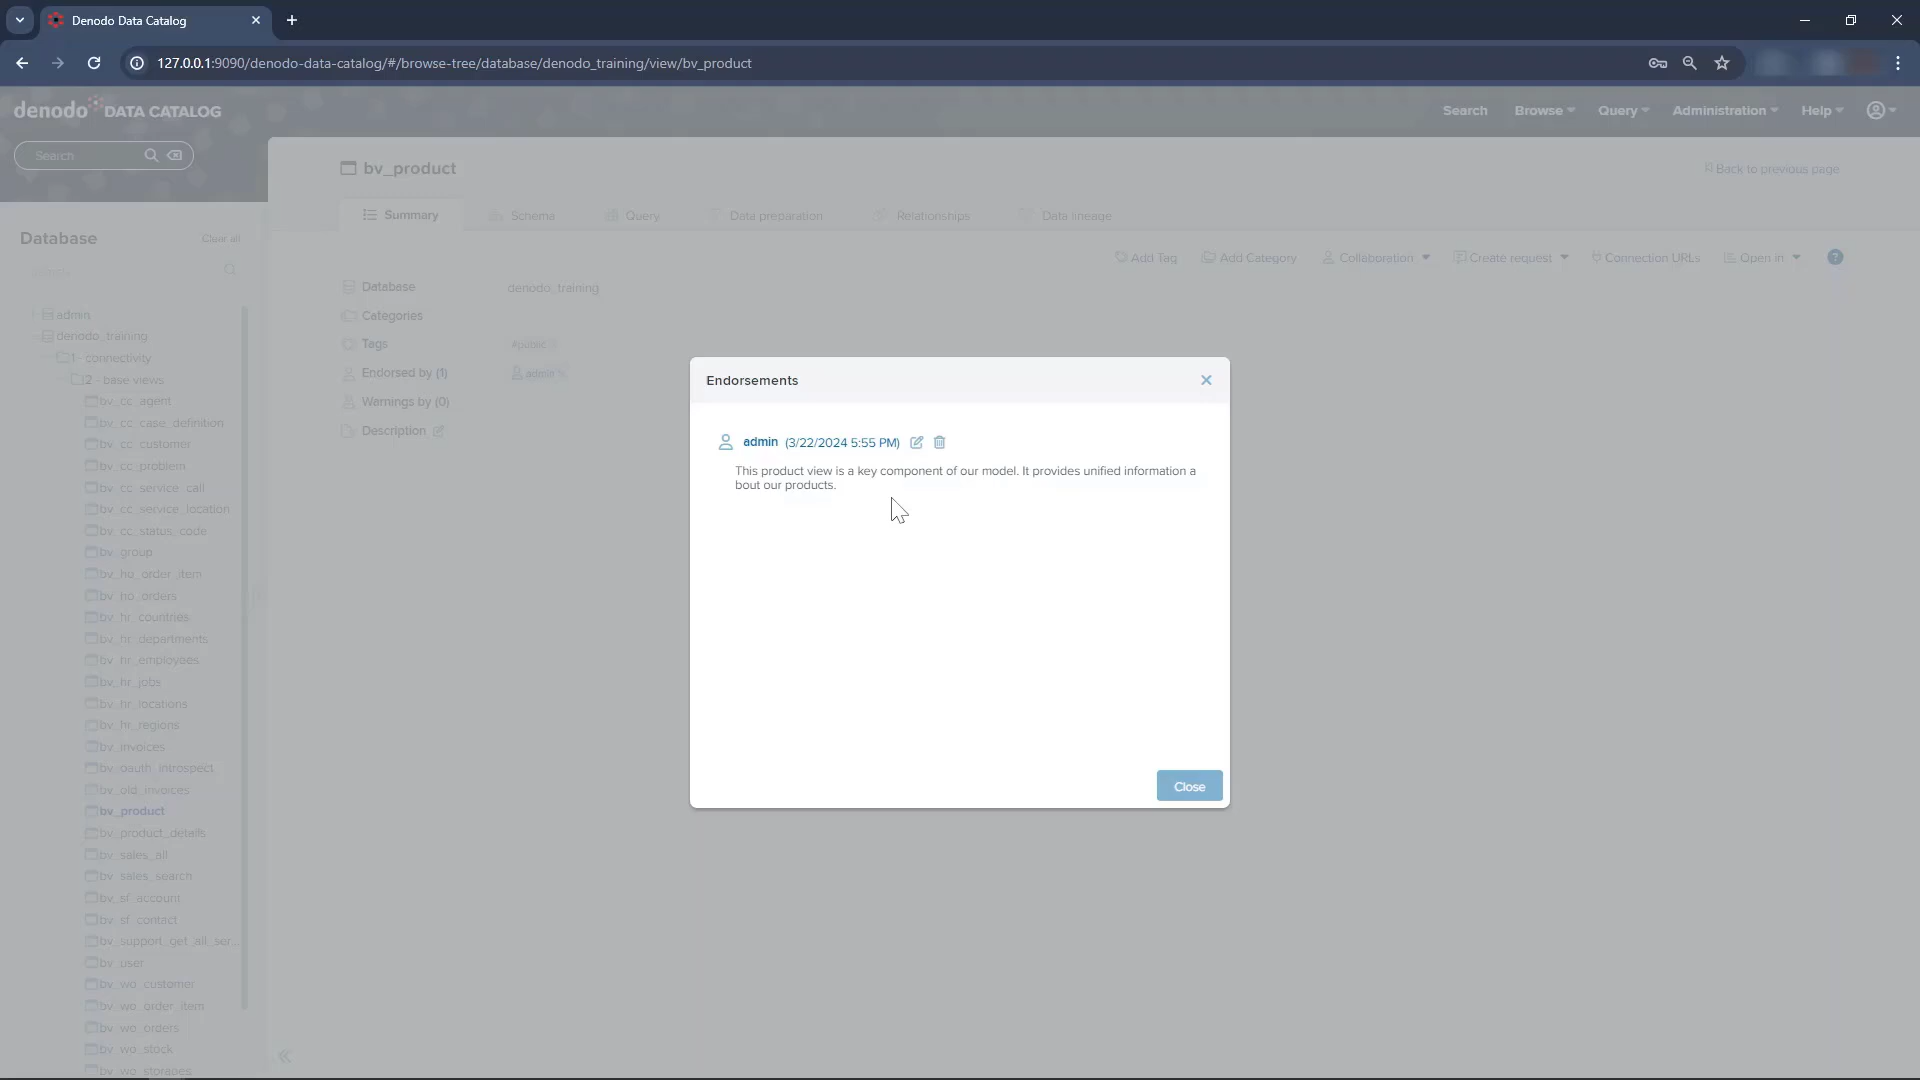 Denodo Data Catalog
127.0.0.1:9090/denodo-data-catalog/#/browse-tree/database/denodo_training/view/bv_product
denodo DATA CATALOG
Search Browse Query Administration Help
Search
bv_product
Back to previous page
Summary Schema Query Data preparation Relationships Data lineage
Database Clear all
Add Tag Add Category Collaboration Create request Connection URLs Open in ?
Database denodo_training
Categories
Tags #public
Endorsed by (1) admin
Warnings by (0)
Description
admin
denodo_training
1 - connectivity
2 - base views
bv_cc_agent
bv_cc_case_definition
bv_cc_customer
bv_cc_problem
bv_cc_service_call
bv_cc_service_location
bv_cc_status_code
bv_group
bv_ho_order_item
bv_ho_orders
bv_hr_countries
bv_hr_departments
bv_hr_employees
bv_hr_jobs
bv_hr_locations
bv_hr_regions
bv_invoices
bv_oauth_introspect
bv_old_invoices
bv_product
bv_product_details
bv_sales_all
bv_sales_search
bv_sf_account
bv_sf_contact
bv_support_get_all_ser...
bv_user
bv_wo_customer
bv_wo_order_item
bv_wo_orders
bv_wo_stock
bv_wo_storages
Endorsements
admin (3/22/2024 5:55 PM)
This product view is a key component of our model. It provides unified information a
bout our products.
Close